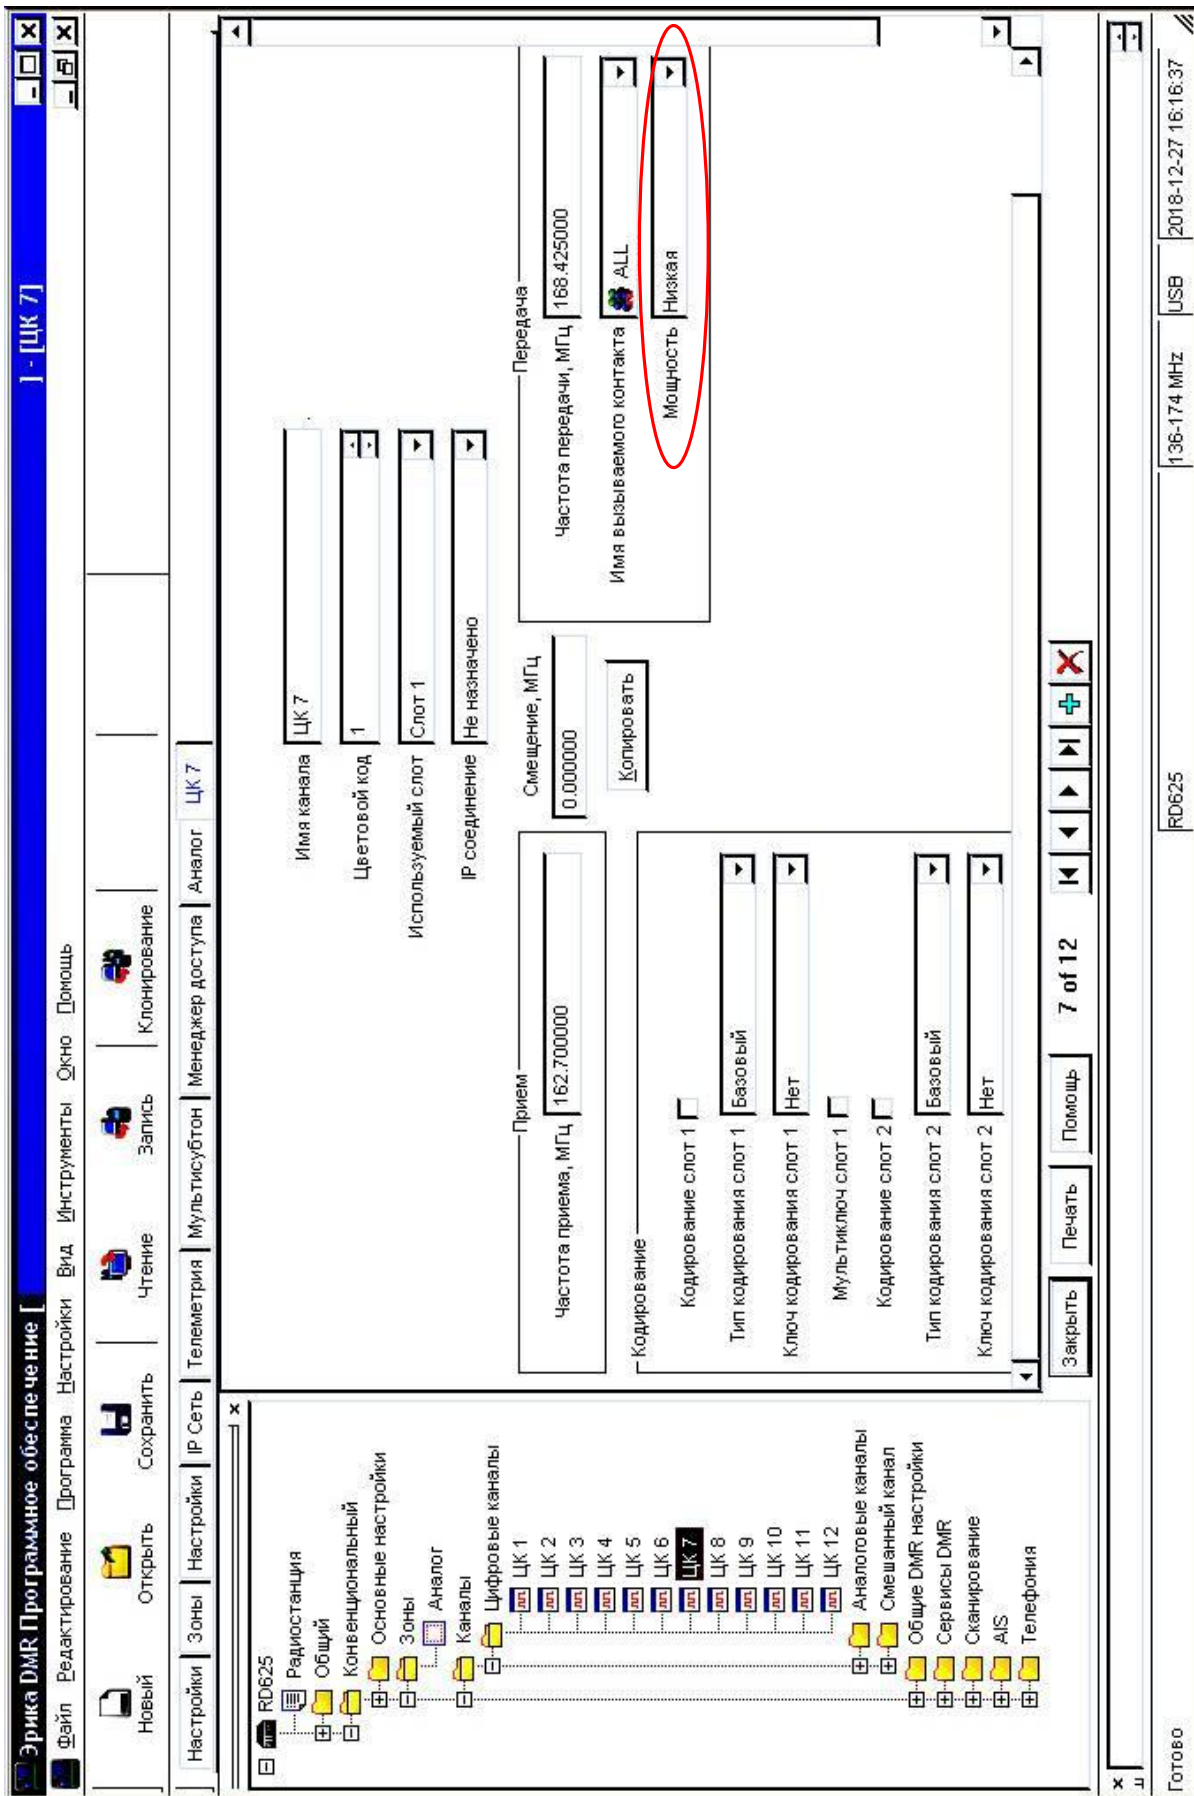 Эрика DMR Программное обеспечение [ ] - [ЦК 7]
Файл Редактирование Программа Настройки Вид Инструменты Окно Помощь
Новый Открыть Сохранить Чтение Запись Клонирование
Настройки Зоны Настройки IP Сеть Телеметрия Мультисубтон Менеджер доступа Аналог ЦК 7
RD625
Радиостанция
Общий
Конвенциональный
Основные настройки
Зоны
Аналог
Каналы
Цифровые каналы
ЦК 1
ЦК 2
ЦК 3
ЦК 4
ЦК 5
ЦК 6
ЦК 7
ЦК 8
ЦК 9
ЦК 10
ЦК 11
ЦК 12
Аналоговые каналы
Смешанный канал
Общие DMR настройки
Сервисы DMR
Сканирование
AIS
Телефония
Имя канала ЦК 7
Цветовой код 1
Используемый слот Слот 1
IP соединение Не назначено
Прием
Частота приема, МГц 162.700000
Смещение, МГц
0.000000
Копировать
Передача
Частота передачи, МГц 168.425000
Имя вызываемого контакта ALL
Мощность Низкая
Кодирование
Кодирование слот 1
Тип кодирования слот 1 Базовый
Ключ кодирования слот 1 Нет
Мультиключ слот 1
Кодирование слот 2
Тип кодирования слот 2 Базовый
Ключ кодирования слот 2 Нет
Закрыть Печать Помощь 7 of 12
Готово RD625 136-174 MHz USB 2018-12-27 16:16:37